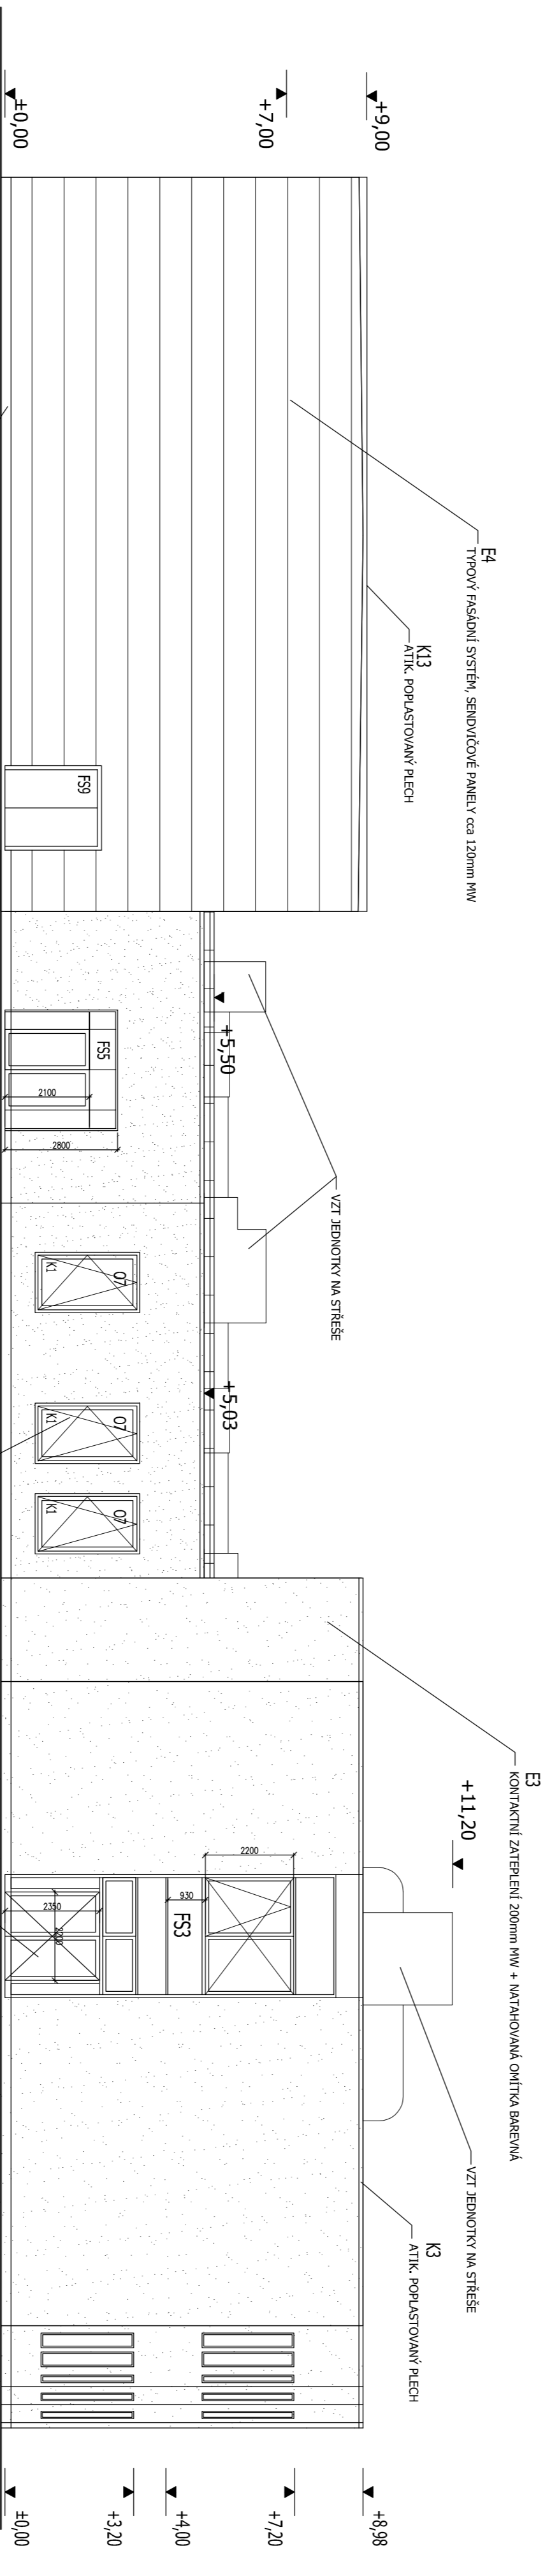 +9,00
+7,00
±0,00
E4
TYPOVÝ FASÁDNÍ SYSTÉM, SENDVIČOVÉ PANELY cca 120mm MW
K13
ATIK. POPLASTOVANÝ PLECH
FS9
+5,50
FS5
2100
2800
VZT JEDNOTKY NA STŘEŠE
O7
K1
+5,03
O7
K1
O7
K1
E3
KONTAKTNÍ ZATEPLENÍ 200mm MW + NATAHOVANÁ OMÍTKA BAREVNÁ
+11,20
2200
930
FS3
2350
2200
VZT JEDNOTKY NA STŘEŠE
K3
ATIK. POPLASTOVANÝ PLECH
+8,98
+7,20
+4,00
+3,20
±0,00